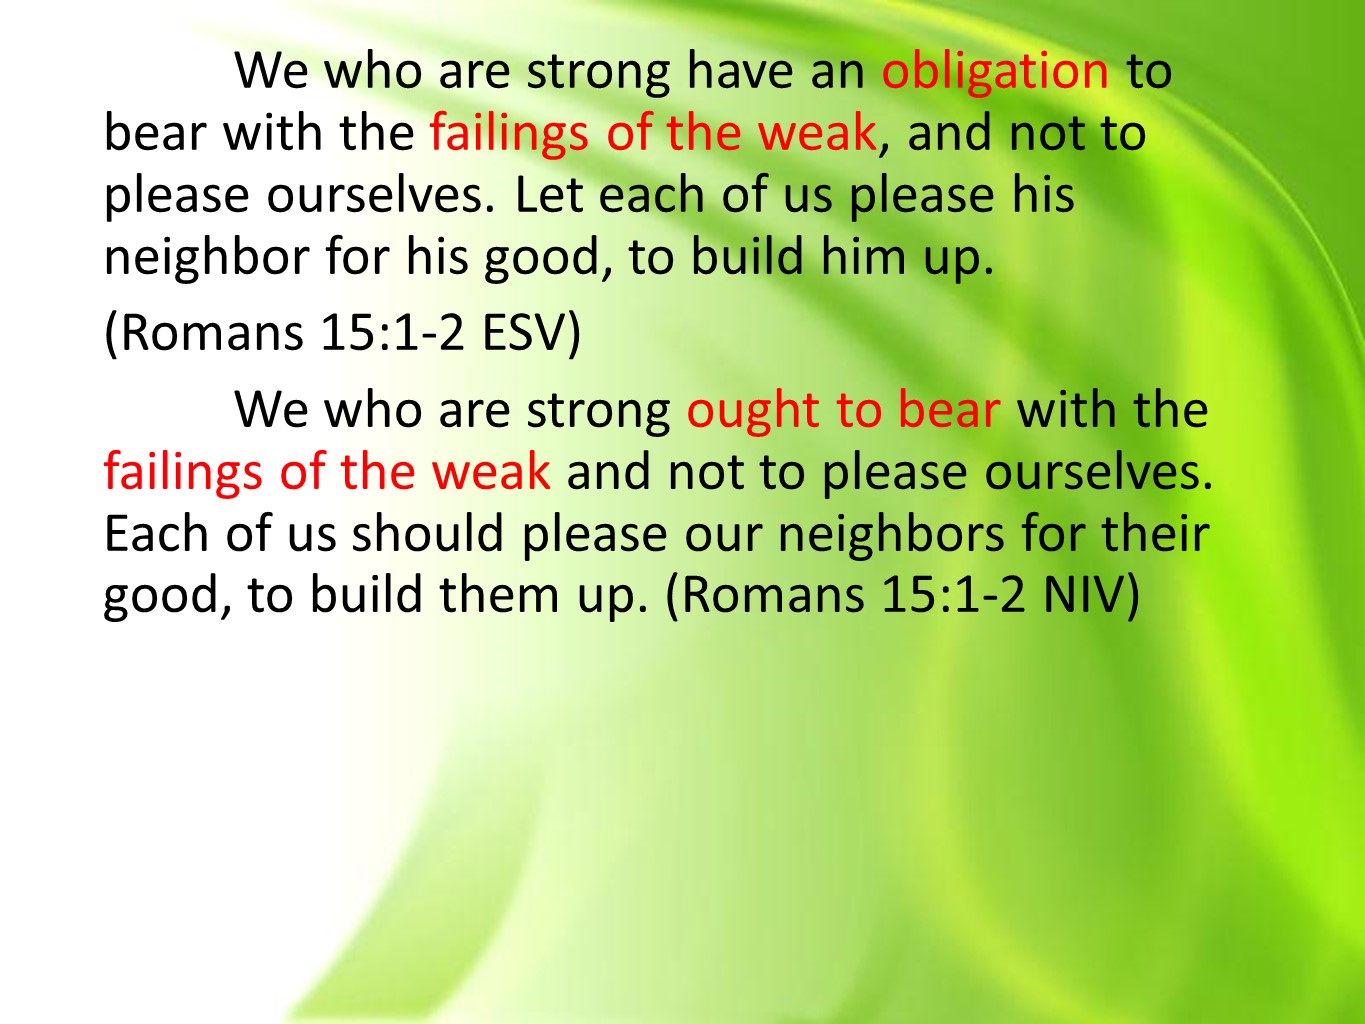 We who are strong have an obligation to
bear with the failings of the weak, and not to
please ourselves. Let each of us please his
neighbor for his good, to build him up.
(Romans 15:1-2 ESV)
We who are strong ought to bear with the
failings of the weak and not to please ourselves.
Each of us should please our neighbors for their
good, to build them up. (Romans 15:1-2 NIV)